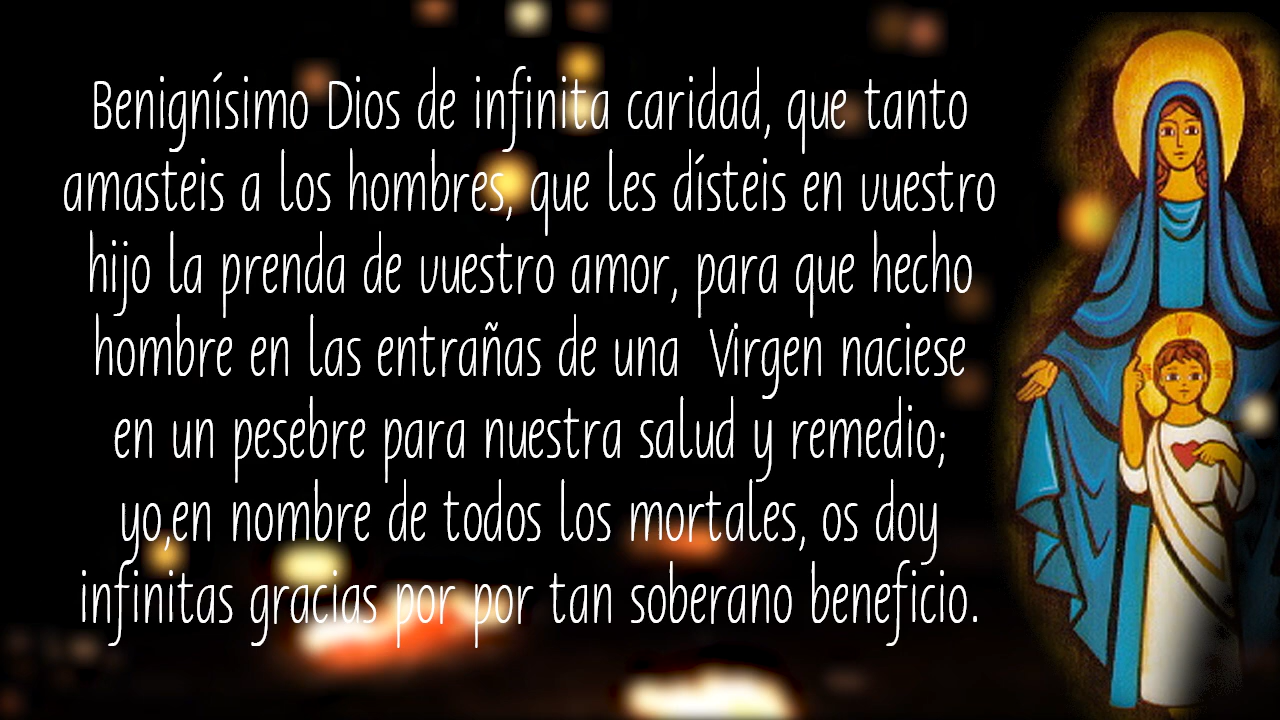 Benignísimo Dios de infinita caridad, que tanto
amasteis a los hombres, que les dísteis en vuestro
hijo la prenda de vuestro amor, para que hecho
hombre en las entrañas de una Virgen naciese
en un pesebre para nuestra salud y remedio;
yo,en nombre de todos los mortales, os doy
infinitas gracias por por tan soberano beneficio.